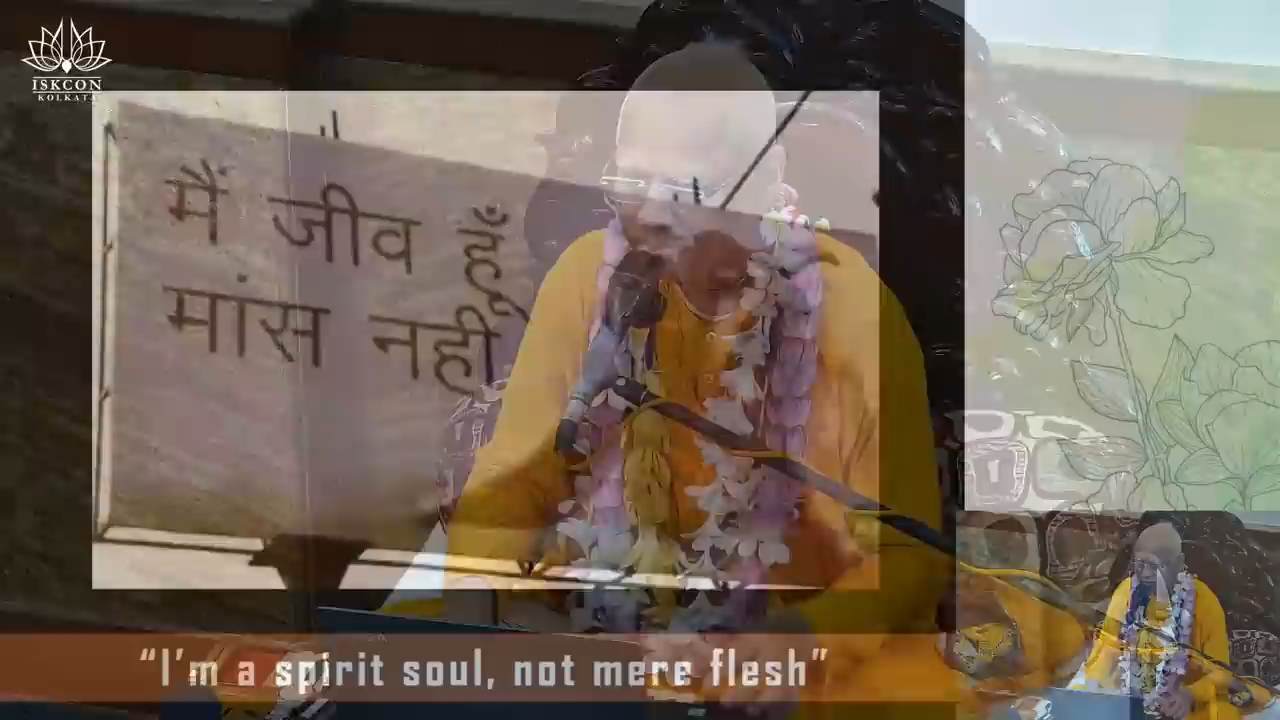 ISKCON
KOLKATA
मैं जीव हूँ
मांस नहीं
“I’m a spirit soul, not mere flesh”